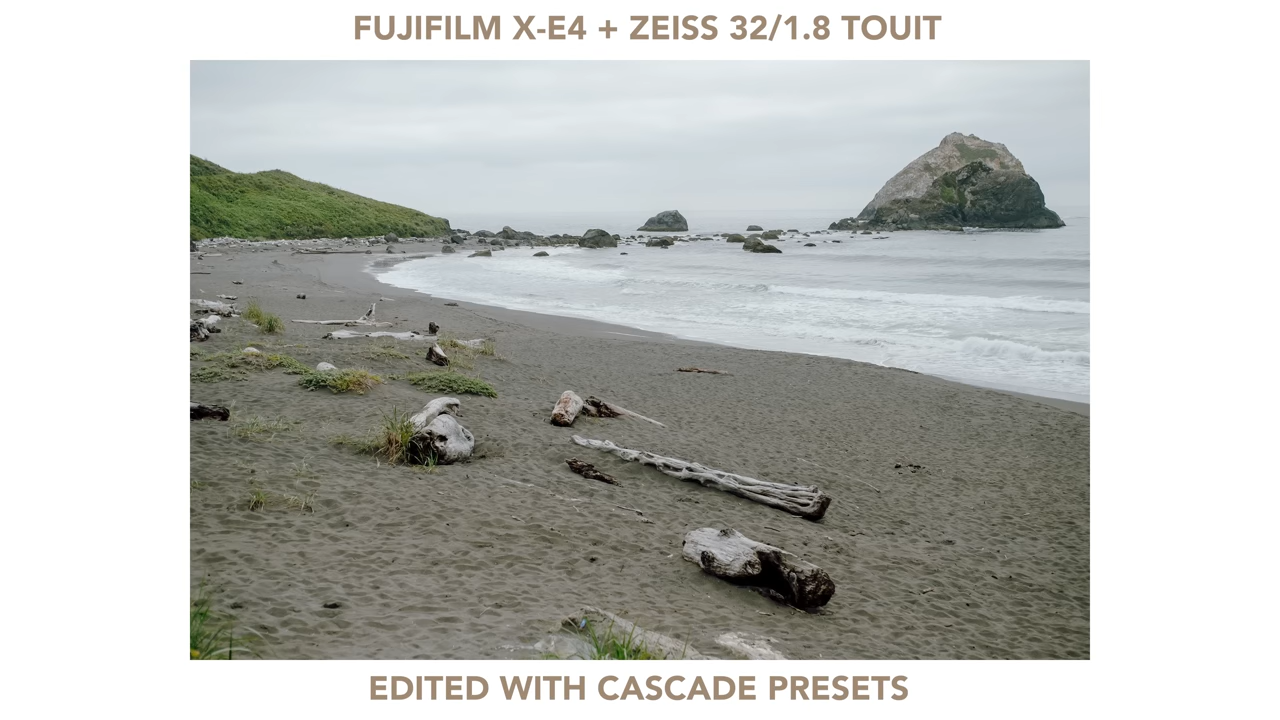 FUJIFILM X-E4 + ZEISS 32/1.8 TOUIT
EDITED WITH CASCADE PRESETS